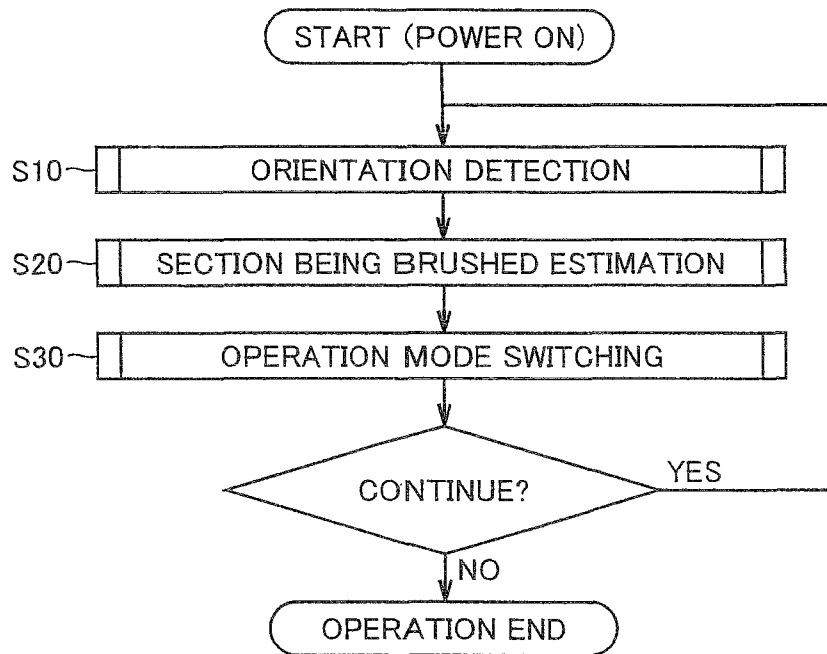 START (POWER ON)
S10 ORIENTATION DETECTION
S20 SECTION BEING BRUSHED ESTIMATION
S30 OPERATION MODE SWITCHING
CONTINUE? YES
NO
OPERATION END